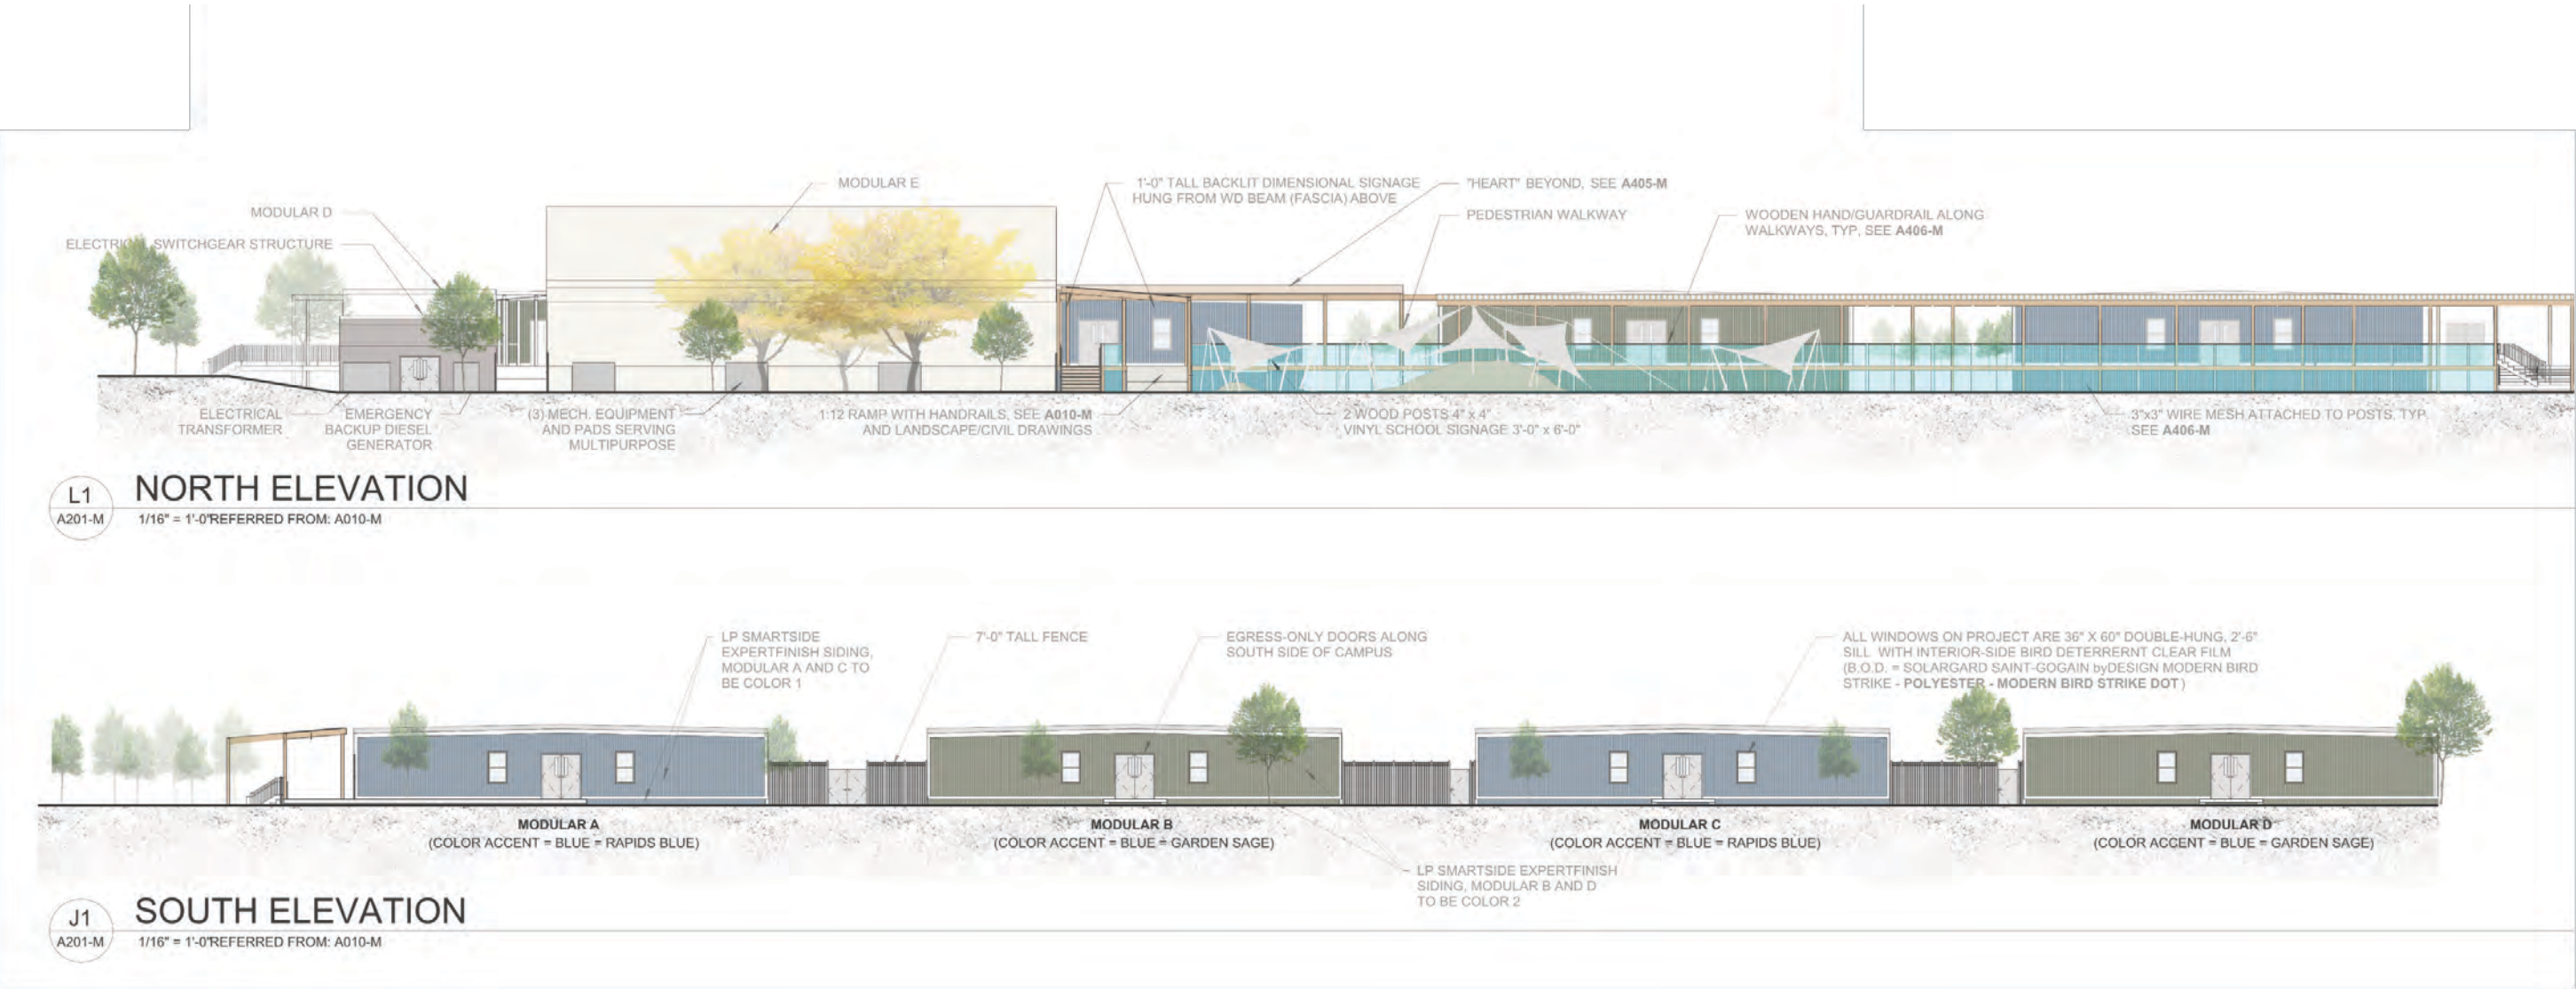 MODULAR E
1'-0" TALL BACKLIT DIMENSIONAL SIGNAGE
HUNG FROM WD BEAM (FASCIA) ABOVE
"HEART" BEYOND, SEE A405-M
MODULAR D
PEDESTRIAN WALKWAY
WOODEN HAND/GUARDRAIL ALONG
WALKWAYS, TYP, SEE A406-M
ELECTRICAL SWITCHGEAR STRUCTURE
ELECTRICAL
TRANSFORMER
EMERGENCY
BACKUP DIESEL
GENERATOR
(3) MECH. EQUIPMENT
AND PADS SERVING
MULTIPURPOSE
1:12 RAMP WITH HANDRAILS, SEE A010-M
AND LANDSCAPE/CIVIL DRAWINGS
2 WOOD POSTS 4" x 4"
VINYL SCHOOL SIGNAGE 3'-0" x 6'-0"
3"x3" WIRE MESH ATTACHED TO POSTS, TYP.
SEE A406-M
L1
A201-M
NORTH ELEVATION
1/16" = 1'-0"REFERRED FROM: A010-M
LP SMARTSIDE
EXPERTFINISH SIDING,
MODULAR A AND C TO
BE COLOR 1
7'-0" TALL FENCE
EGRESS-ONLY DOORS ALONG
SOUTH SIDE OF CAMPUS
ALL WINDOWS ON PROJECT ARE 36" X 60" DOUBLE-HUNG, 2'-6"
SILL WITH INTERIOR-SIDE BIRD DETERRERNT CLEAR FILM
(B.O.D. = SOLARGARD SAINT-GOGAIN byDESIGN MODERN BIRD
STRIKE - POLYESTER - MODERN BIRD STRIKE DOT )
MODULAR A
(COLOR ACCENT = BLUE = RAPIDS BLUE)
MODULAR B
(COLOR ACCENT = BLUE = GARDEN SAGE)
MODULAR C
(COLOR ACCENT = BLUE = RAPIDS BLUE)
MODULAR D
(COLOR ACCENT = BLUE = GARDEN SAGE)
LP SMARTSIDE EXPERTFINISH
SIDING, MODULAR B AND D
TO BE COLOR 2
J1
A201-M
SOUTH ELEVATION
1/16" = 1'-0"REFERRED FROM: A010-M